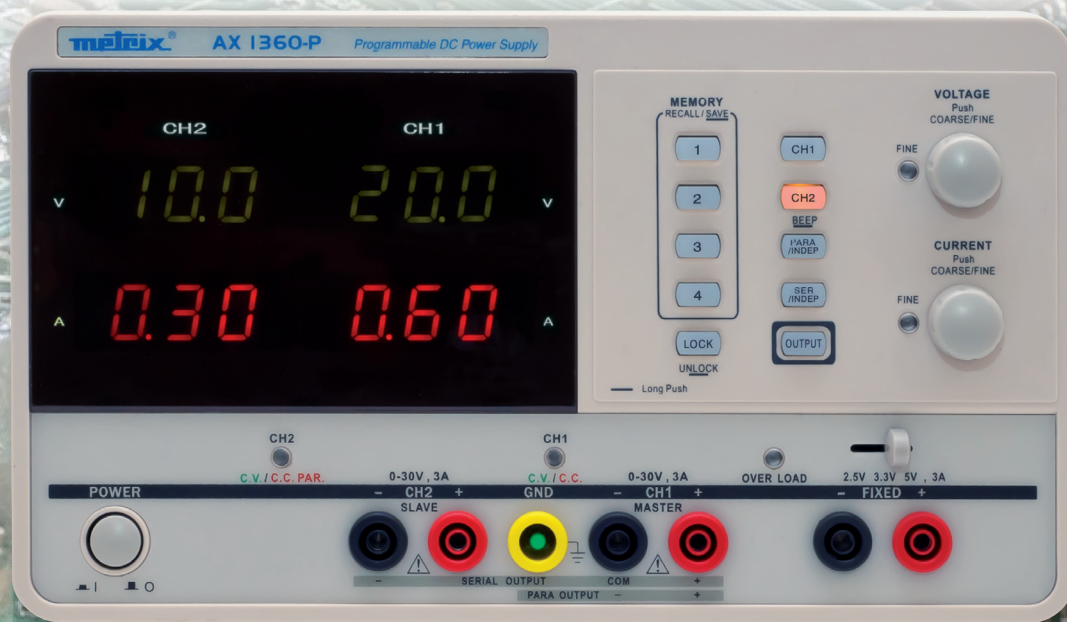 metrix® AX 1360-P Programmable DC Power Supply
CH2 CH1
V 10.0 20.0 V
A 0.30 0.60 A
MEMORY
RECALL/SAVE
1
2
3
4
LOCK
UNLOCK
Long Push
CH1
CH2
BEEP
PARA
/INDEP
SER
/INDEP
OUTPUT
VOLTAGE
Push
COARSE/FINE
FINE
CURRENT
Push
COARSE/FINE
FINE
CH2 CH1
C.V./C.C. PAR. C.V./C.C. OVER LOAD
0-30V, 3A 0-30V, 3A 2.5V 3.3V 5V , 3A
POWER - CH2 + GND - CH1 + - FIXED +
SLAVE MASTER
I O
- SERIAL OUTPUT COM +
PARA OUTPUT - +